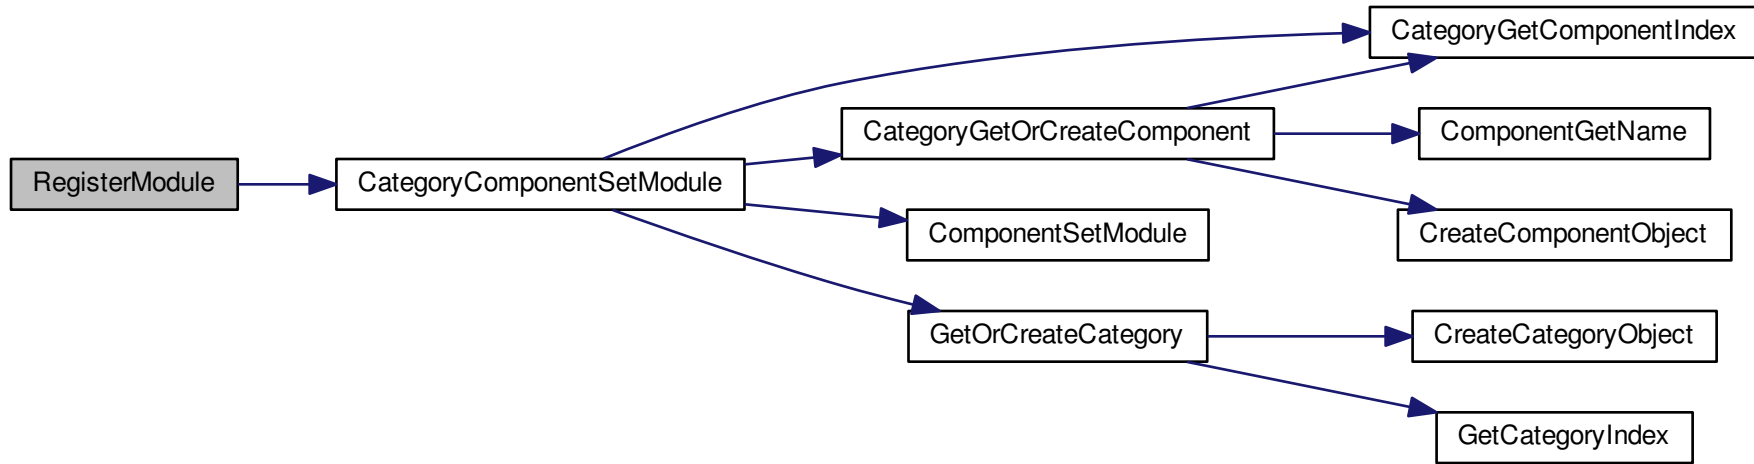 CategoryGetComponentIndex
CategoryGetOrCreateComponent
ComponentGetName
RegisterModule
CategoryComponentSetModule
ComponentSetModule
CreateComponentObject
GetOrCreateCategory
CreateCategoryObject
GetCategoryIndex